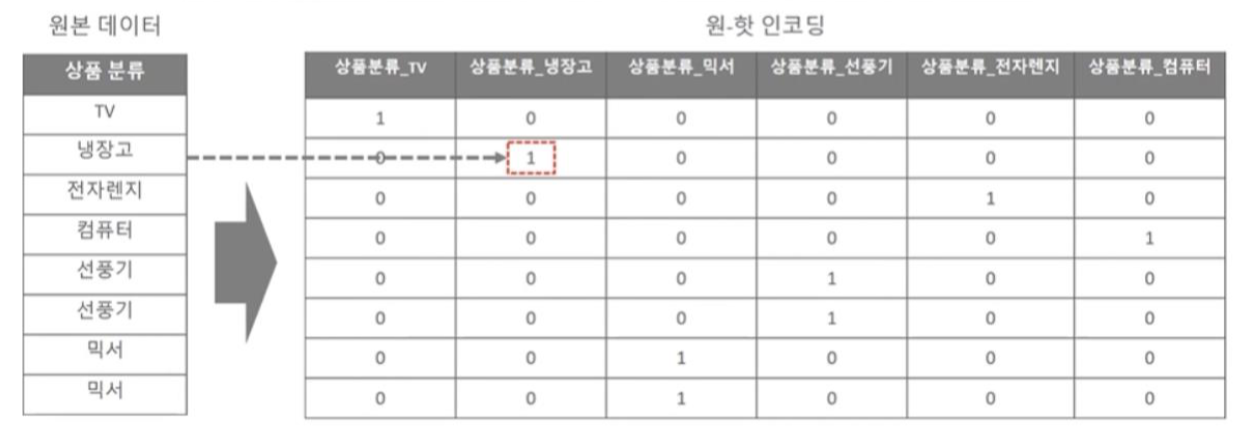 원본 데이터
원-핫 인코딩
상품 분류
TV
냉장고
전자렌지
컴퓨터
선풍기
선풍기
믹서
믹서
상품분류_TV 상품분류_냉장고 상품분류_믹서 상품분류_선풍기 상품분류_전자렌지 상품분류_컴퓨터
1 0 0 0 0 0
0 1 0 0 0 0
0 0 0 0 1 0
0 0 0 0 0 1
0 0 0 1 0 0
0 0 0 1 0 0
0 0 1 0 0 0
0 0 1 0 0 0